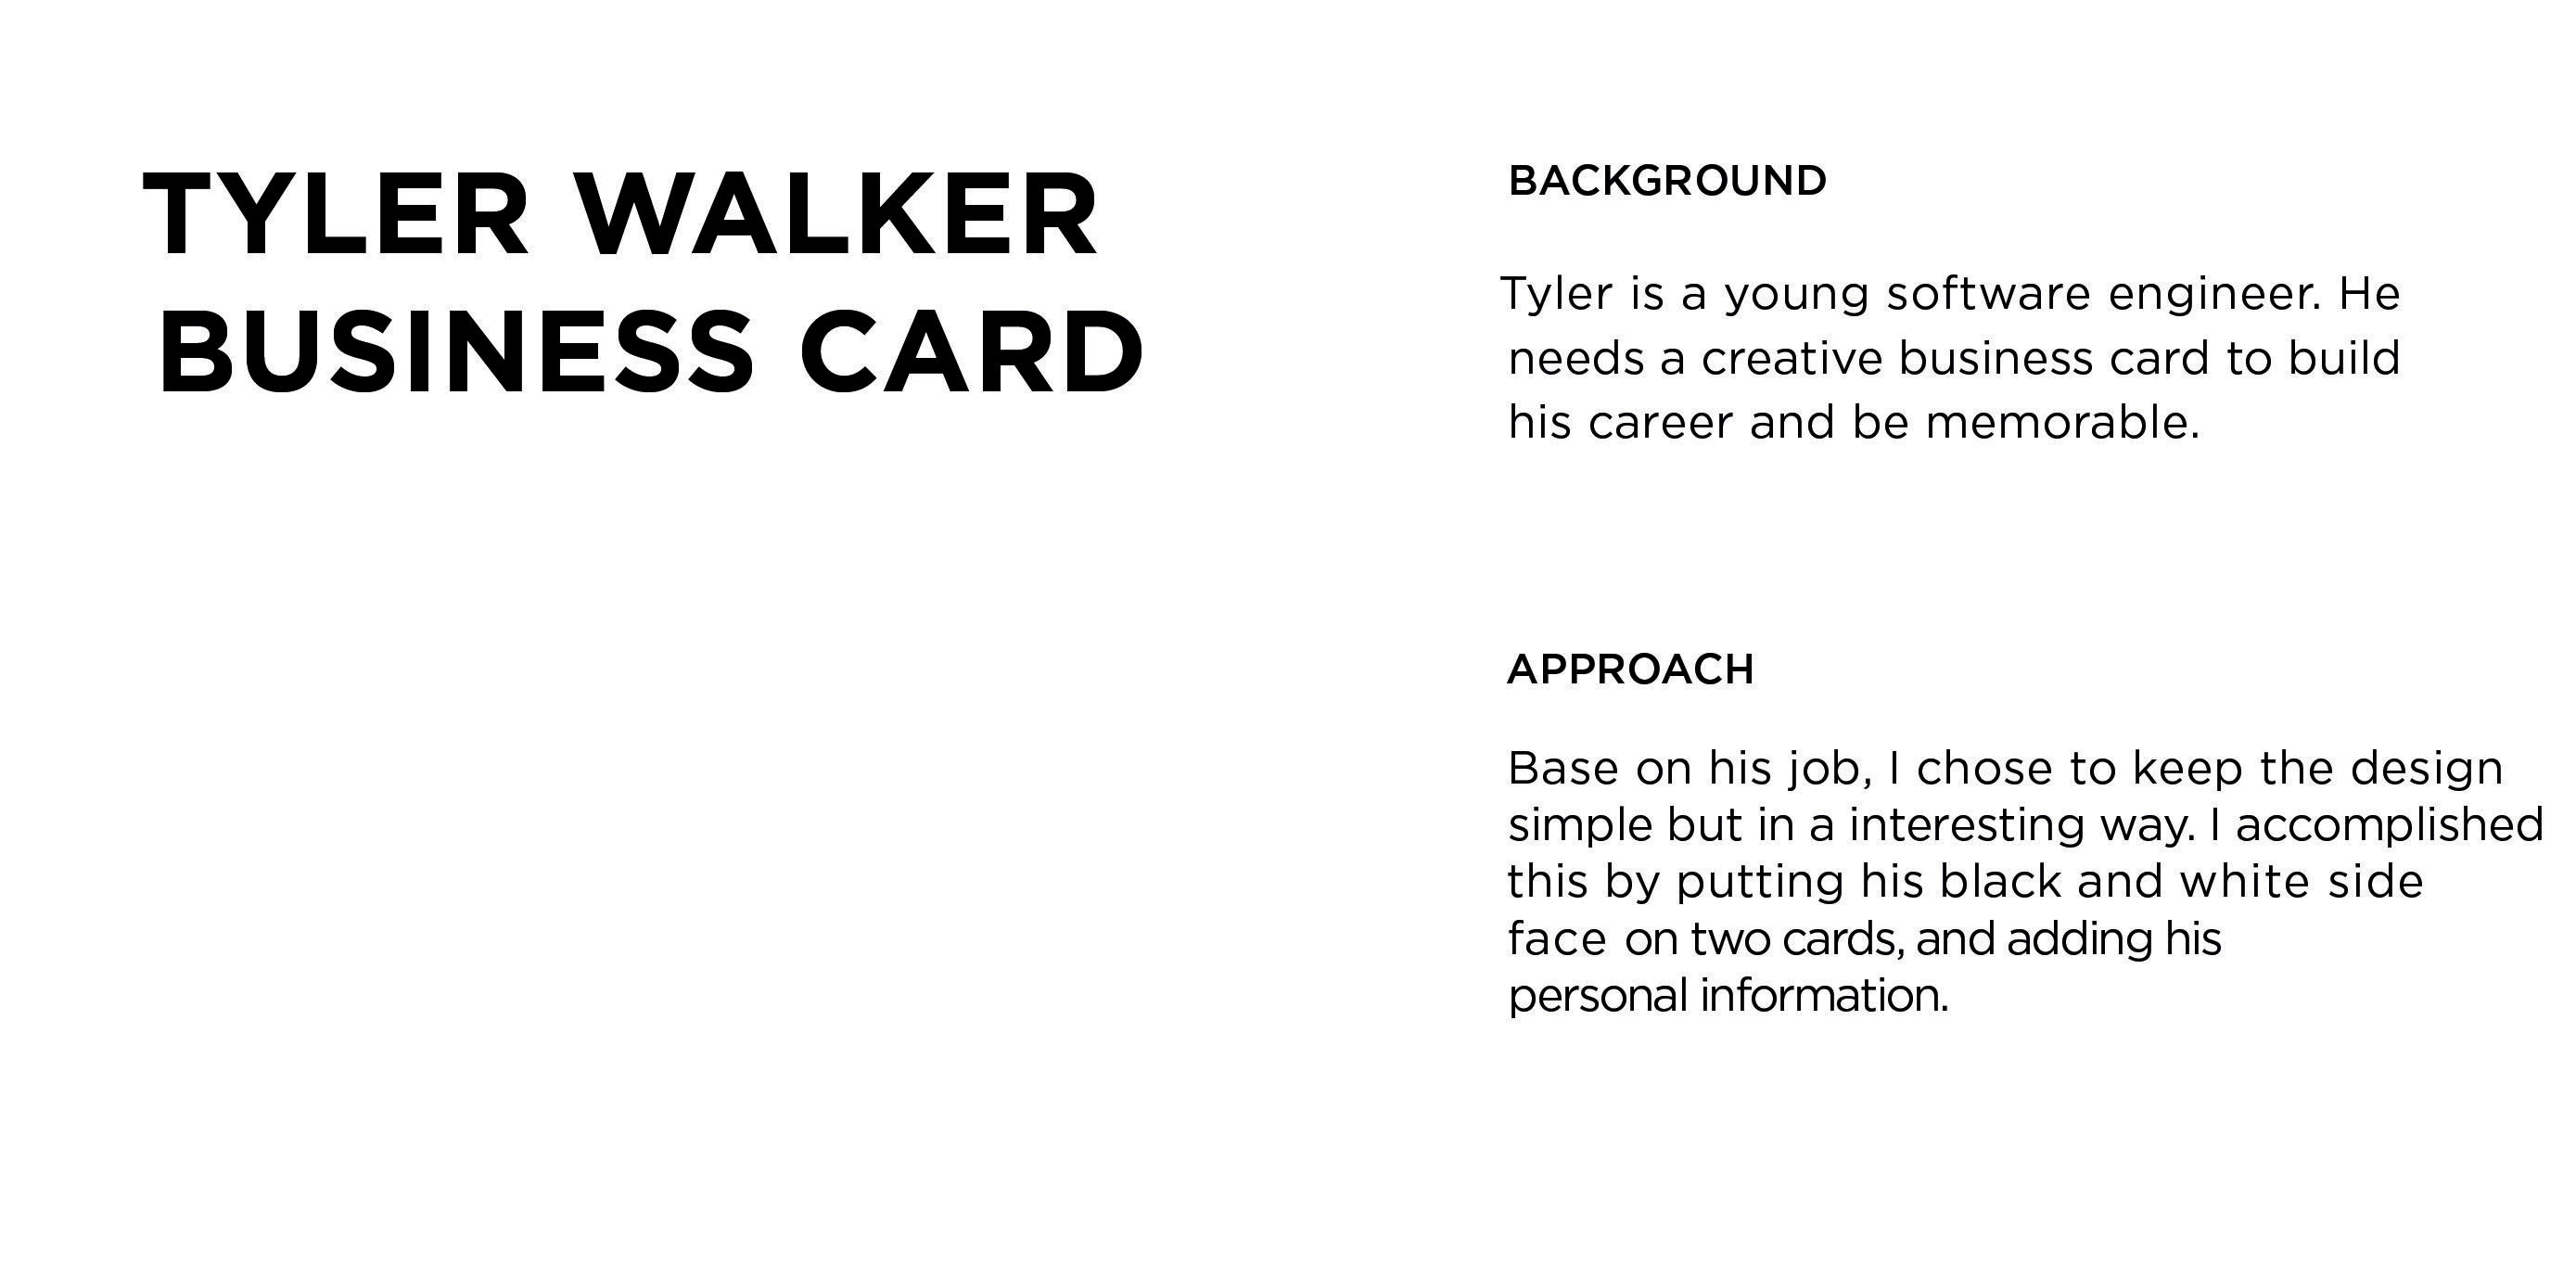 TYLER WALKER
BUSINESS CARD
BACKGROUND
Tyler is a young software engineer. He
needs a creative business card to build
his career and be memorable.
APPROACH
Base on his job, I chose to keep the design
simple but in a interesting way. I accomplished
this by putting his black and white side
face on two cards, and adding his
personal information.